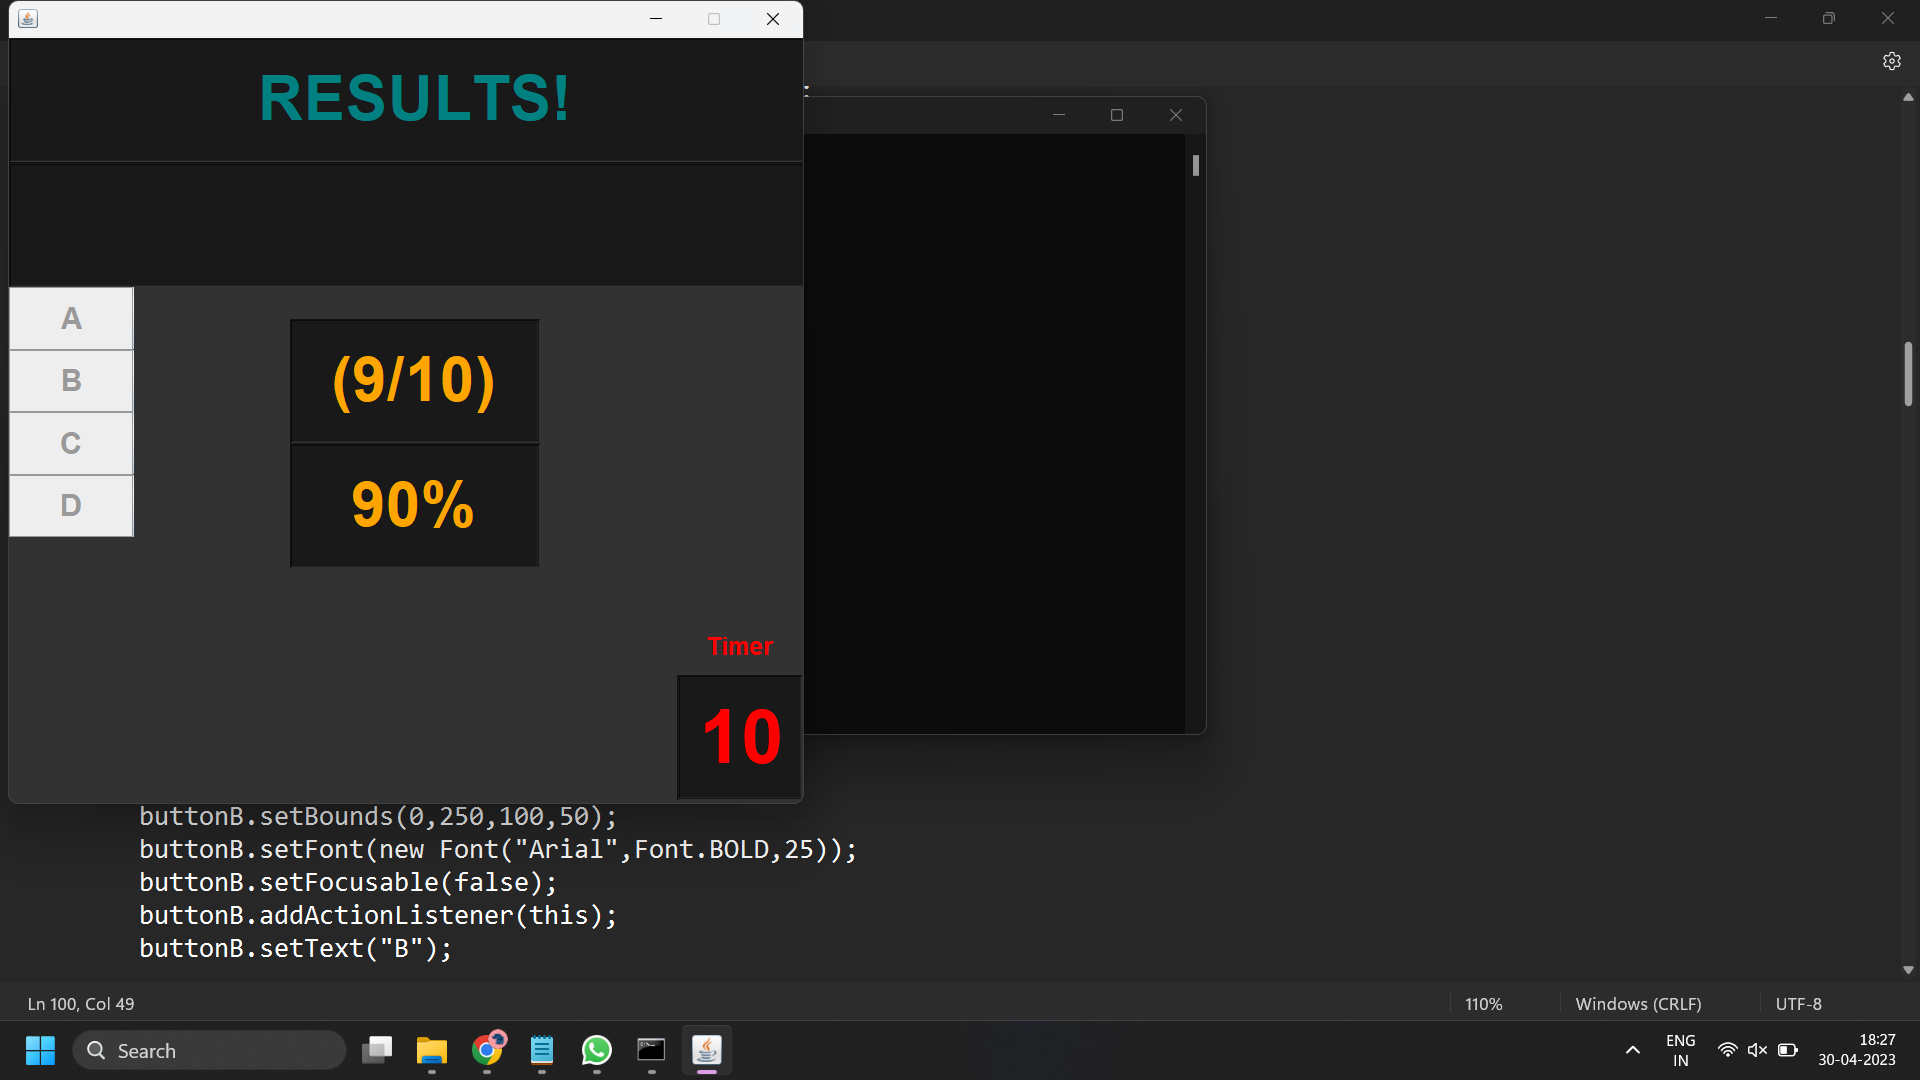 RESULTS!
A
B
C
D
(9/10)
90%
Timer
10
buttonB.setBounds(0,250,100,50);
buttonB.setFont(new Font("Arial",Font.BOLD,25));
buttonB.setFocusable(false);
buttonB.addActionListener(this);
buttonB.setText("B");
Ln 100, Col 49
110%
Windows (CRLF)
UTF-8
Search
ENG
IN
18:27
30-04-2023